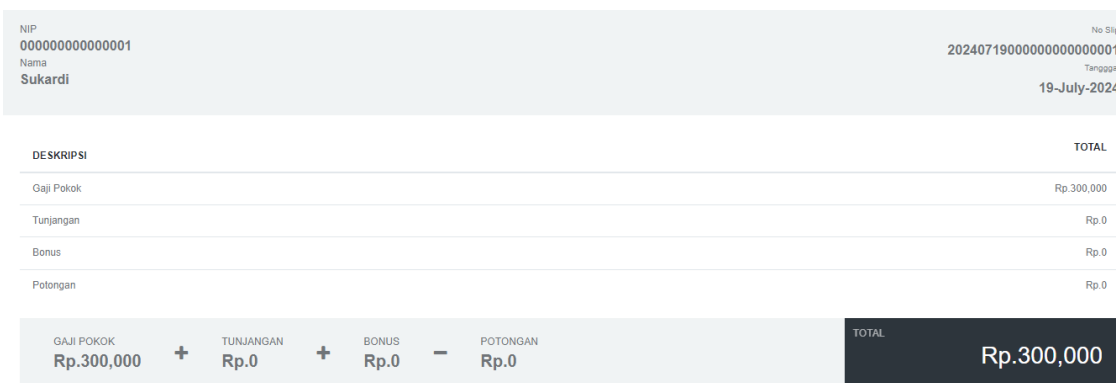 NIP
000000000000001
Nama
Sukardi
No Slip
20240719000000000000001
Tangggal
19-July-2024
DESKRIPSI TOTAL
Gaji Pokok Rp.300,000
Tunjangan Rp.0
Bonus Rp.0
Potongan Rp.0
GAJI POKOK TUNJANGAN BONUS POTONGAN TOTAL
Rp.300,000 + Rp.0 + Rp.0 − Rp.0 Rp.300,000